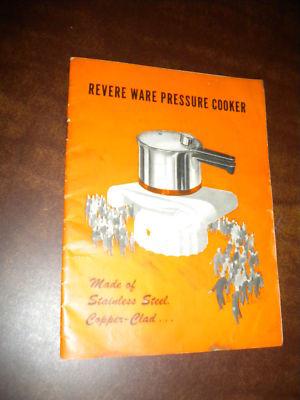 REVERE WARE PRESSURE COOKER
Made of
Stainless Steel,
Copper-Clad...